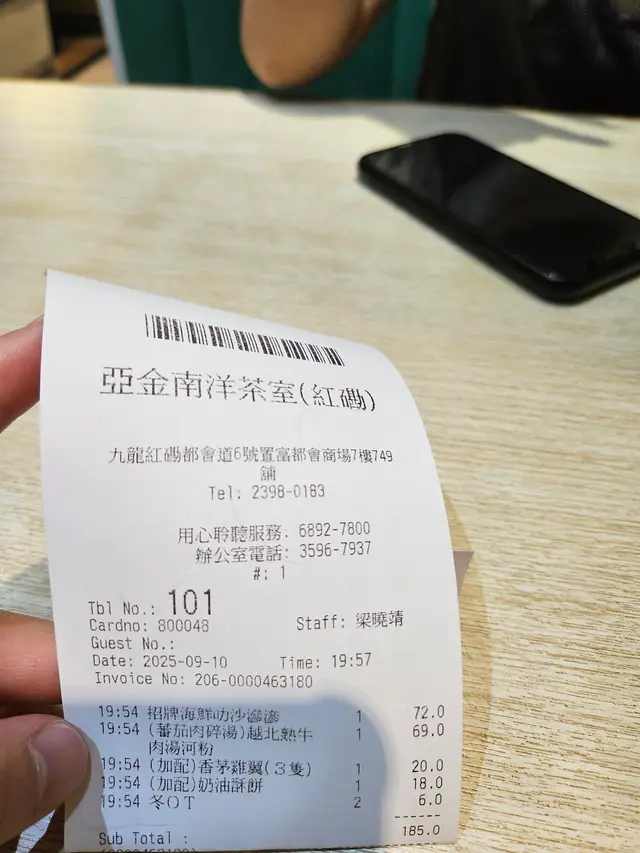 亞金南洋茶室(紅磡)
九龍紅磡都會道6號置富都會商場7樓749
舖
Tel: 2398-0183
用心聆聽服務: 6892-7800
辦公室電話: 3596-7937
#: 1
Tbl No.: 101
Cardno: 800048 Staff: 梁曉靖
Guest No.:
Date: 2025-09-10 Time: 19:57
Invoice No: 206-0000463180
19:54 招牌海鮮叻沙滲滲 1 72.0
19:54 (蕃茄肉碎湯)越北熟牛 1 69.0
肉湯河粉
19:54 (加配)香茅雞翼(3隻) 1 20.0
19:54 (加配)奶油酥餅 1 18.0
19:54 冬OT 2 6.0
Sub Total : 185.0